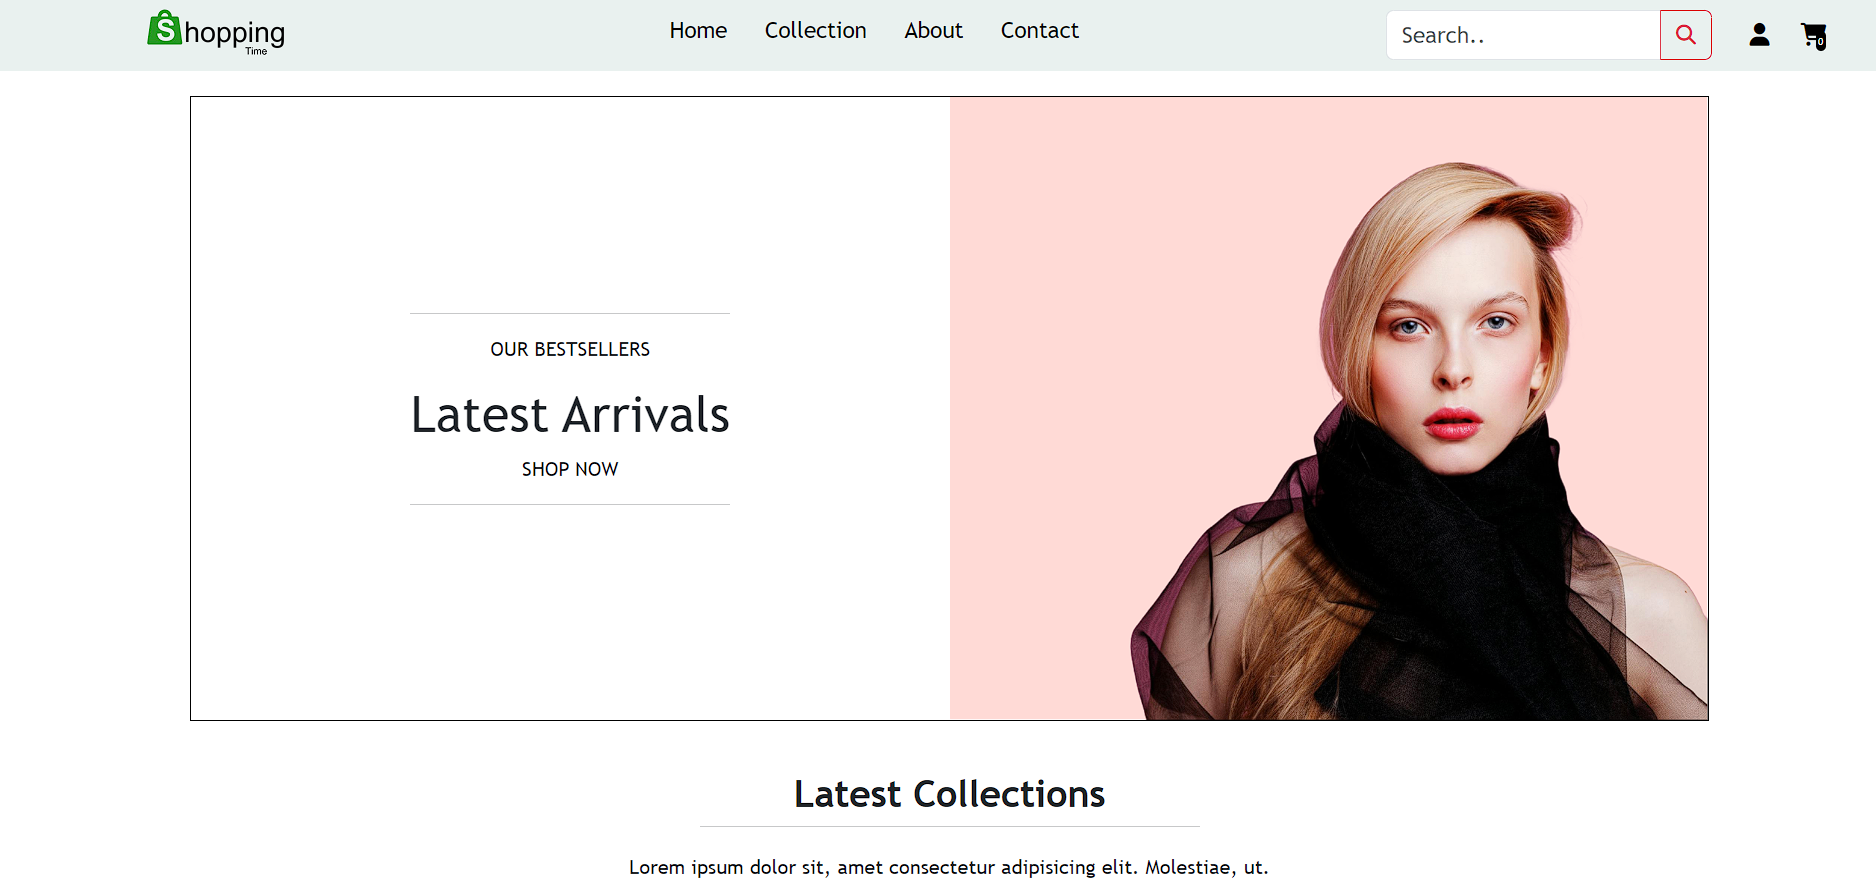 Shopping
Time
Home Collection About Contact
Search..
0
OUR BESTSELLERS
Latest Arrivals
SHOP NOW
Latest Collections
Lorem ipsum dolor sit, amet consectetur adipisicing elit. Molestiae, ut.